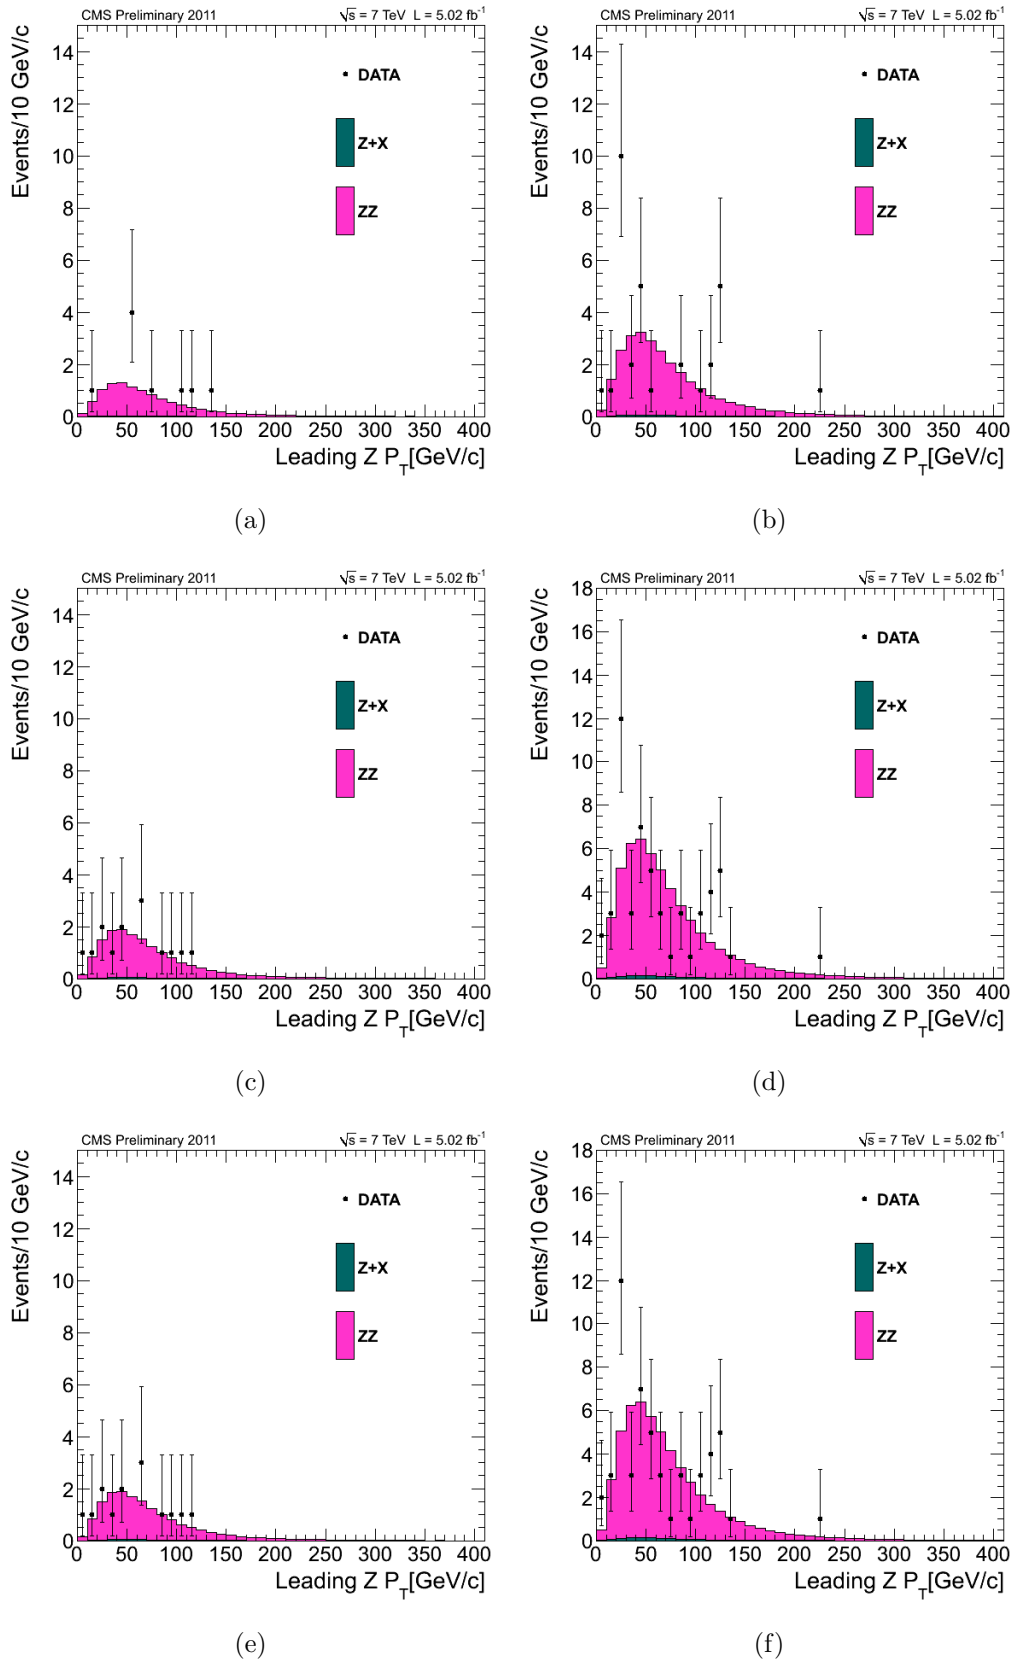 CMS Preliminary 2011 √s = 7 TeV L = 5.02 fb⁻¹
Events/10 GeV/c
14
12
10
8
6
4
2
0
DATA
Z+X
ZZ
0 50 100 150 200 250 300 350 400
Leading Z P_T[GeV/c]
(a)
CMS Preliminary 2011 √s = 7 TeV L = 5.02 fb⁻¹
Events/10 GeV/c
14
12
10
8
6
4
2
0
DATA
Z+X
ZZ
0 50 100 150 200 250 300 350 400
Leading Z P_T[GeV/c]
(b)
CMS Preliminary 2011 √s = 7 TeV L = 5.02 fb⁻¹
Events/10 GeV/c
14
12
10
8
6
4
2
0
DATA
Z+X
ZZ
0 50 100 150 200 250 300 350 400
Leading Z P_T[GeV/c]
(c)
CMS Preliminary 2011 √s = 7 TeV L = 5.02 fb⁻¹
Events/10 GeV/c
18
16
14
12
10
8
6
4
2
0
DATA
Z+X
ZZ
0 50 100 150 200 250 300 350 400
Leading Z P_T[GeV/c]
(d)
CMS Preliminary 2011 √s = 7 TeV L = 5.02 fb⁻¹
Events/10 GeV/c
14
12
10
8
6
4
2
0
DATA
Z+X
ZZ
0 50 100 150 200 250 300 350 400
Leading Z P_T[GeV/c]
(e)
CMS Preliminary 2011 √s = 7 TeV L = 5.02 fb⁻¹
Events/10 GeV/c
18
16
14
12
10
8
6
4
2
0
DATA
Z+X
ZZ
0 50 100 150 200 250 300 350 400
Leading Z P_T[GeV/c]
(f)